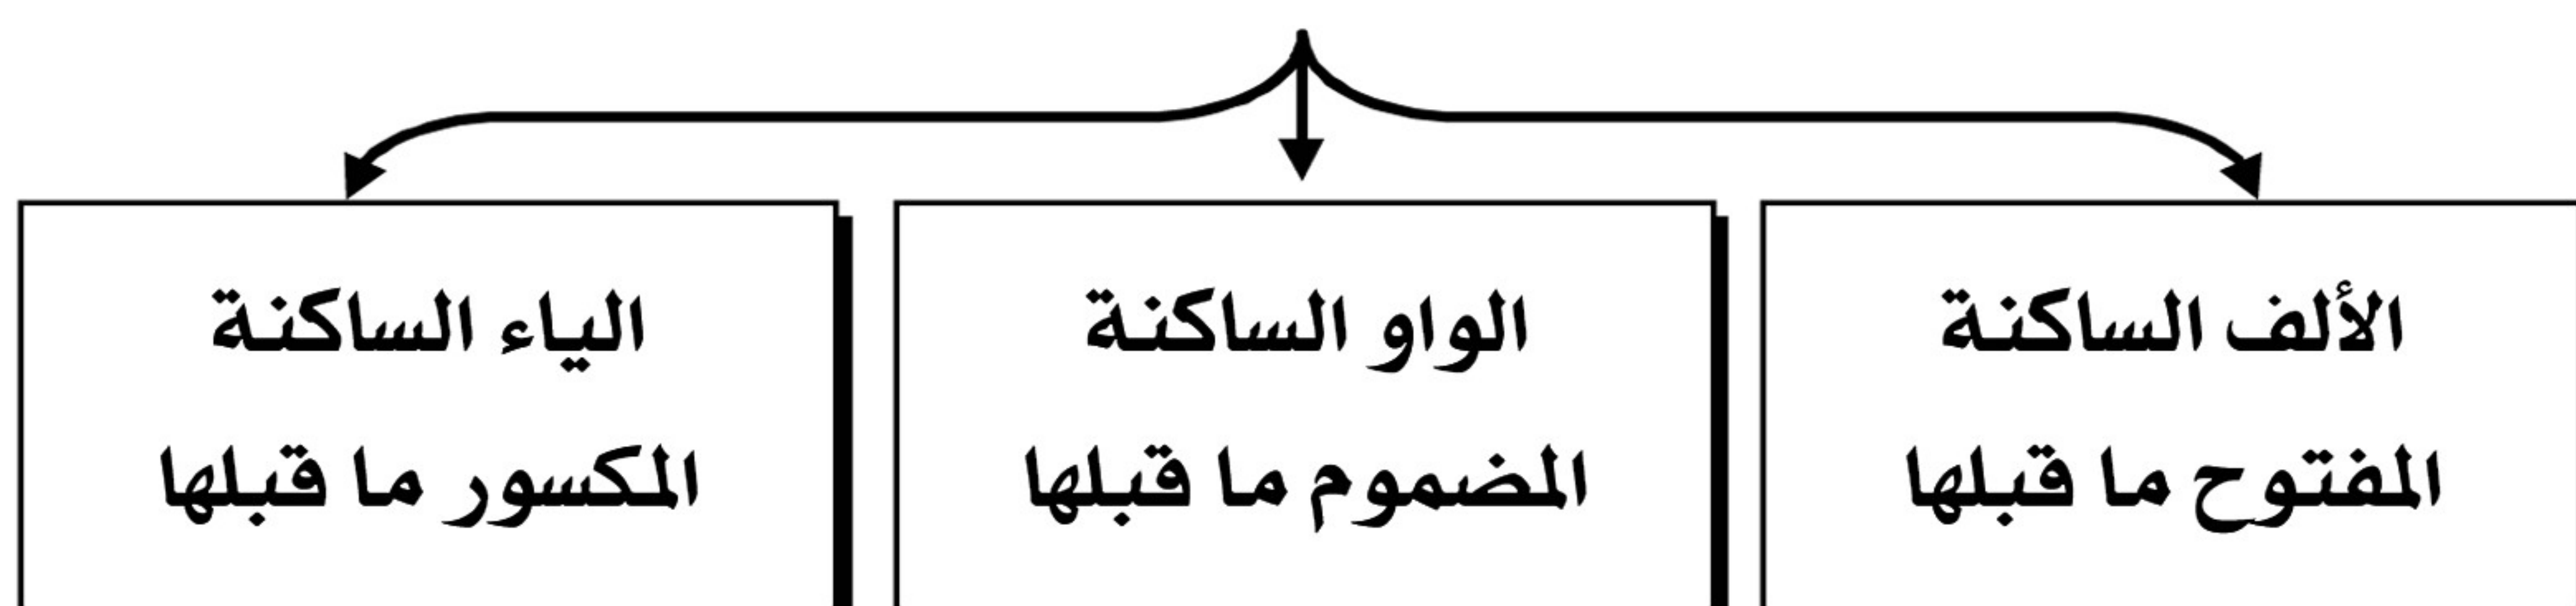 الألف الساكنة
المفتوح ما قبلها
الواو الساكنة
المضموم ما قبلها
الياء الساكنة
المكسور ما قبلها